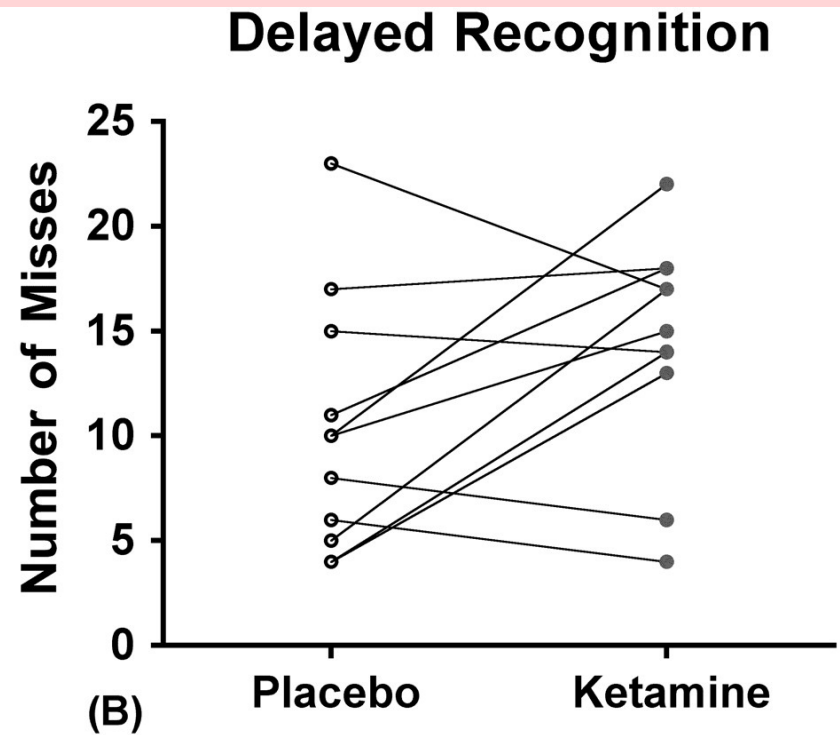 Delayed Recognition
Number of Misses
25
20
15
10
5
0
Placebo
Ketamine
(B)